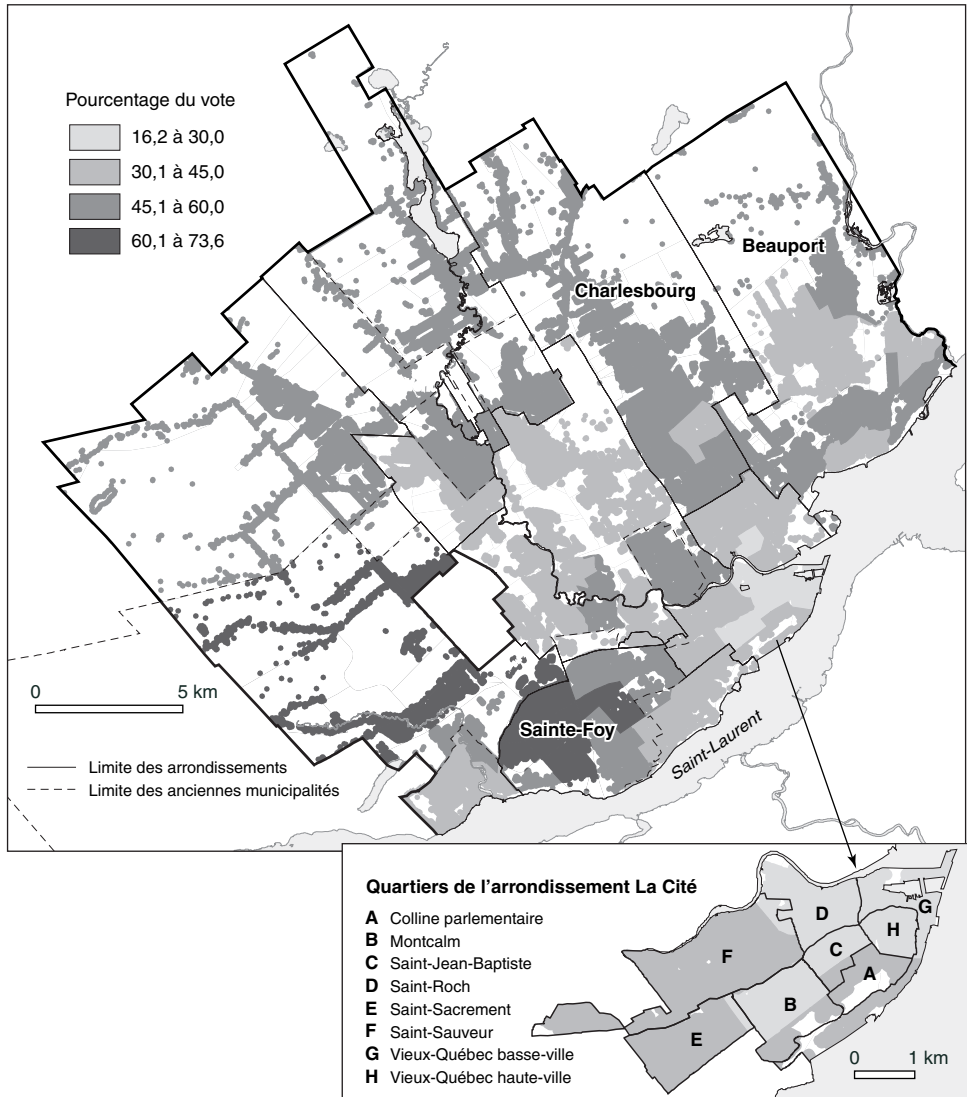 Pourcentage du vote
16,2 à 30,0
30,1 à 45,0
45,1 à 60,0
60,1 à 73,6
Beauport
Charlesbourg
Sainte-Foy
Saint-Laurent
0 5 km
Limite des arrondissements
Limite des anciennes municipalités
Quartiers de l'arrondissement La Cité
A Colline parlementaire
B Montcalm
C Saint-Jean-Baptiste
D Saint-Roch
E Saint-Sacrement
F Saint-Sauveur
G Vieux-Québec basse-ville
H Vieux-Québec haute-ville
G
D
H
C
F
A
B
E
0 1 km